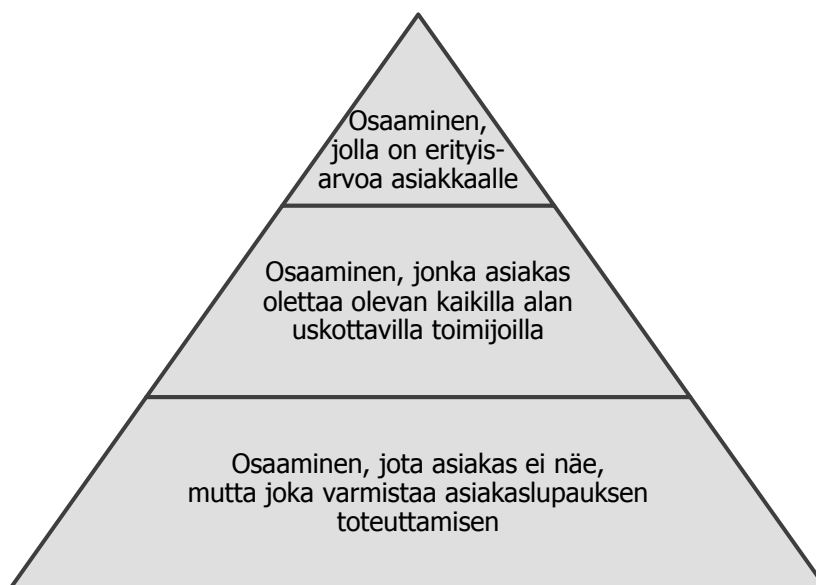 Osaaminen,
jolla on erityis-
arvoa asiakkaalle
Osaaminen, jonka asiakas
olettaa olevan kaikilla alan
uskottavilla toimijoilla
Osaaminen, jota asiakas ei näe,
mutta joka varmistaa asiakaslupauksen
toteuttamisen